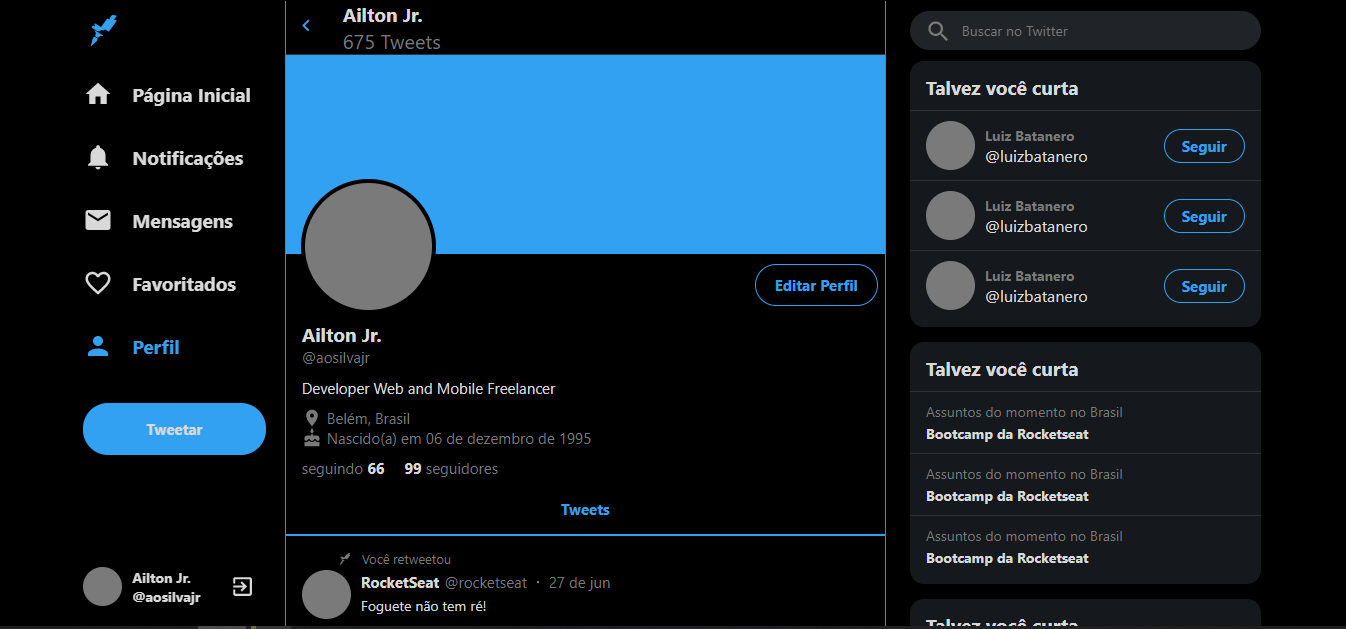 Página Inicial
Notificações
Mensagens
Favoritados
Perfil
Tweetar
Ailton Jr.
@aosilvajr
Ailton Jr.
675 Tweets
Editar Perfil
Ailton Jr.
@aosilvajr
Developer Web and Mobile Freelancer
Belém, Brasil
Nascido(a) em 06 de dezembro de 1995
seguindo 66 99 seguidores
Tweets
Você retweetou
RocketSeat @rocketseat · 27 de jun
Foguete não tem ré!
Buscar no Twitter
Talvez você curta
Luiz Batanero
@luizbatanero
Seguir
Luiz Batanero
@luizbatanero
Seguir
Luiz Batanero
@luizbatanero
Seguir
Talvez você curta
Assuntos do momento no Brasil
Bootcamp da Rocketseat
Assuntos do momento no Brasil
Bootcamp da Rocketseat
Assuntos do momento no Brasil
Bootcamp da Rocketseat
Talvez você curta